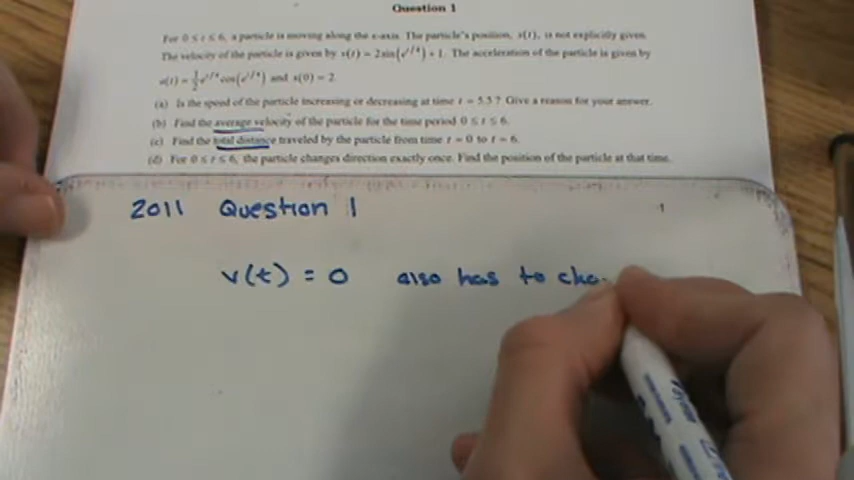 Question 1
For 0 ≤ t ≤ 6, a particle is moving along the x-axis. The particle's position, x(t), is not explicitly given.
The velocity of the particle is given by v(t) = 2 sin(e^{t/4}) + 1. The acceleration of the particle is given by
a(t) = 1/2 e^{t/4} cos(e^{t/4}) and x(0) = 2.
(a) Is the speed of the particle increasing or decreasing at time t = 5.5 ? Give a reason for your answer.
(b) Find the average velocity of the particle for the time period 0 ≤ t ≤ 6.
(c) Find the total distance traveled by the particle from time t = 0 to t = 6.
(d) For 0 ≤ t ≤ 6, the particle changes direction exactly once. Find the position of the particle at that time.
2011 Question 1
v(t) = 0 also has to cha